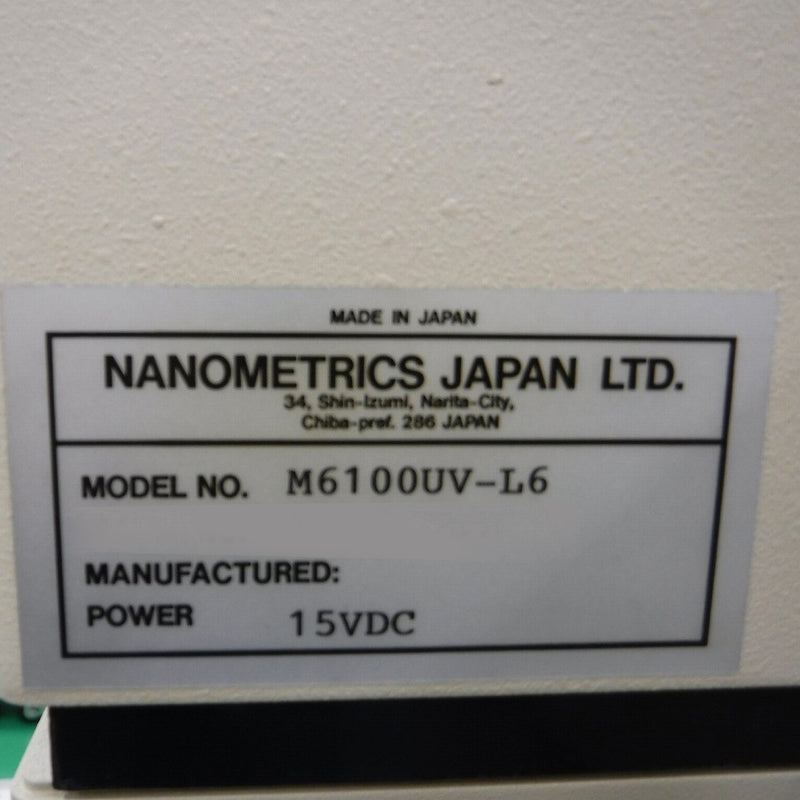 MADE IN JAPAN
NANOMETRICS JAPAN LTD.
34, Shin-Izumi, Narita-City,
Chiba-pref. 286 JAPAN
MODEL NO. M6100UV-L6
MANUFACTURED:
POWER 15VDC